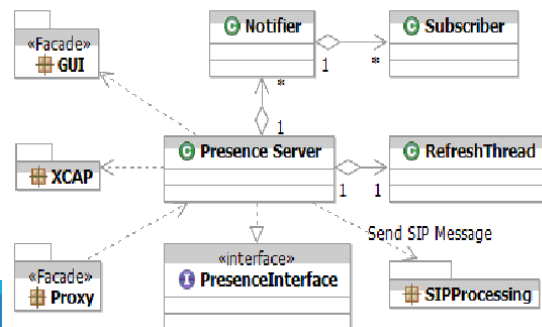 «Facade»
GUI
Notifier
1
*
Subscriber
*
1
XCAP
Presence Server
1
1
RefreshThread
Send SIP Message
«Facade»
Proxy
«interface»
PresenceInterface
SIPProcessing